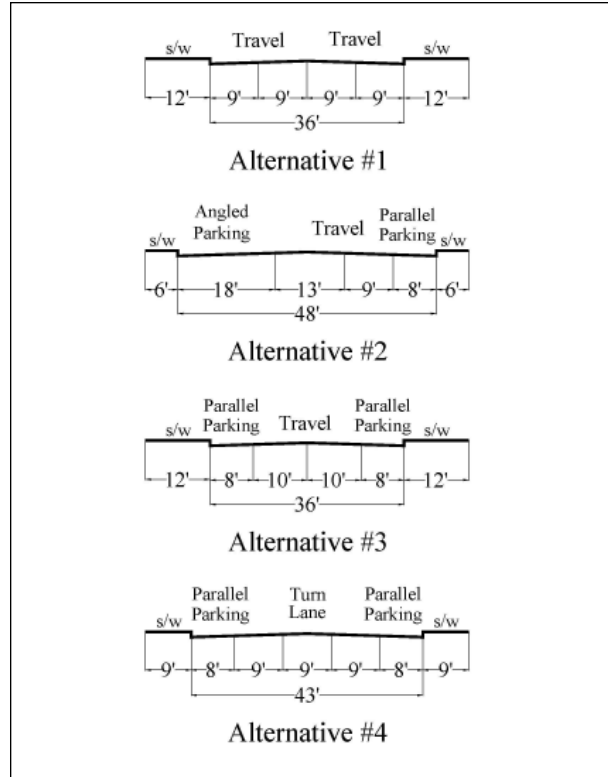 s/w Travel Travel s/w
12' 9' 9' 9' 9' 12'
36'
Alternative #1
Angled Parking
s/w Travel Parallel Parking s/w
6' 18' 13' 9' 8' 6'
48'
Alternative #2
Parallel Parallel
s/w Parking Travel Parking s/w
12' 8' 10' 10' 8' 12'
36'
Alternative #3
Parallel Turn Parallel
s/w Parking Lane Parking s/w
9' 8' 9' 9' 9' 8' 9'
43'
Alternative #4